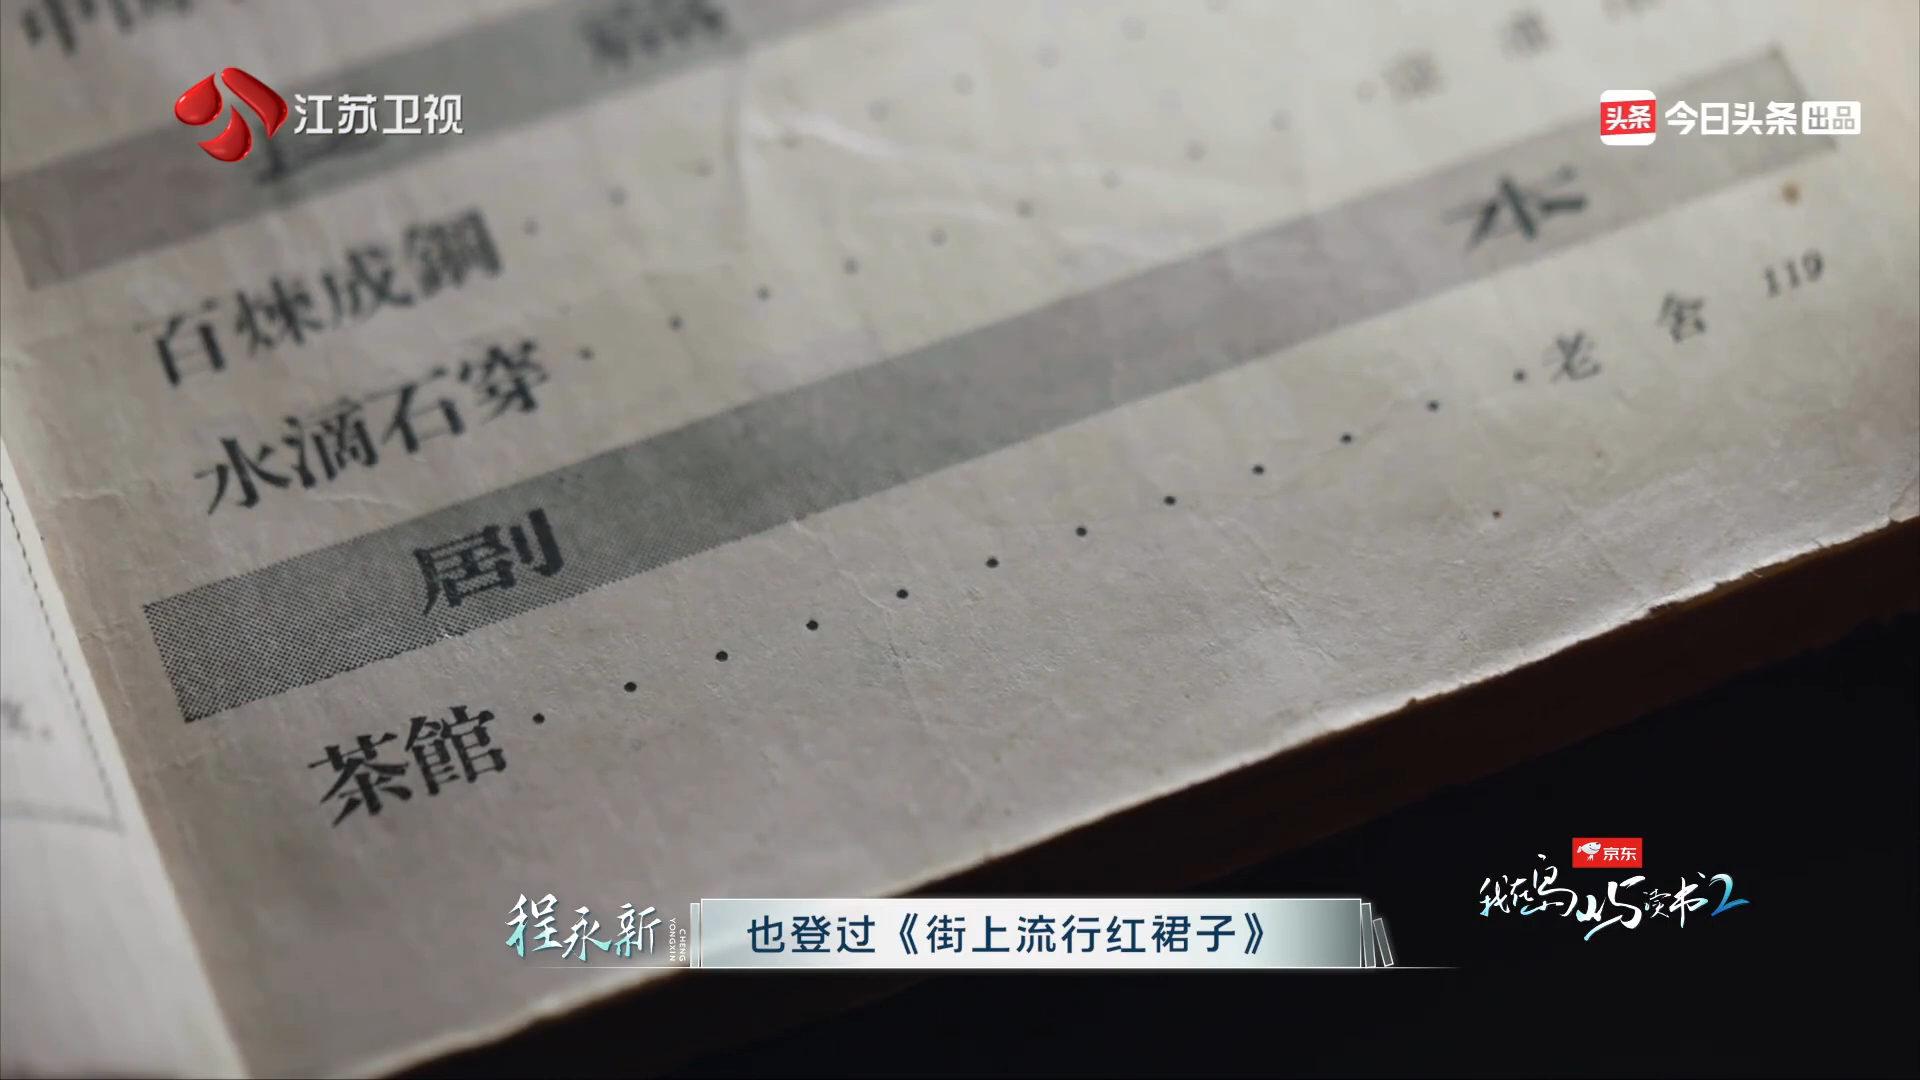 江苏卫视
头条 今日头条 出品
百煉成鋼
水滴石穿
劇 本
茶館 老舍 119
京东
我在岛屿读书2
程永新 CHENG YONGXIN
也登过《街上流行红裙子》